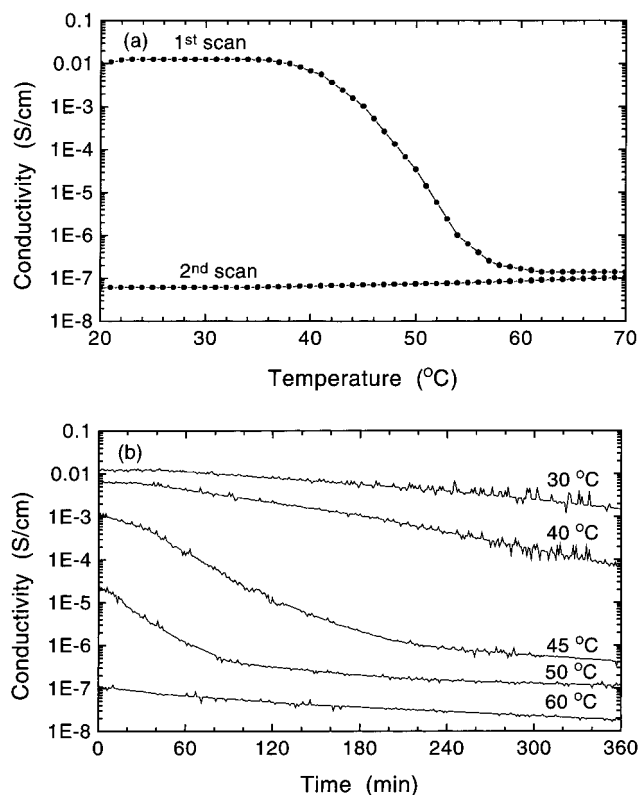 (a)
1st scan
2nd scan
0.1
0.01
1E-3
1E-4
1E-5
1E-6
1E-7
1E-8
Conductivity (S/cm)
20 30 40 50 60 70
Temperature (°C)
(b)
30 °C
40 °C
45 °C
50 °C
60 °C
0.1
0.01
1E-3
1E-4
1E-5
1E-6
1E-7
1E-8
Conductivity (S/cm)
0 60 120 180 240 300 360
Time (min)